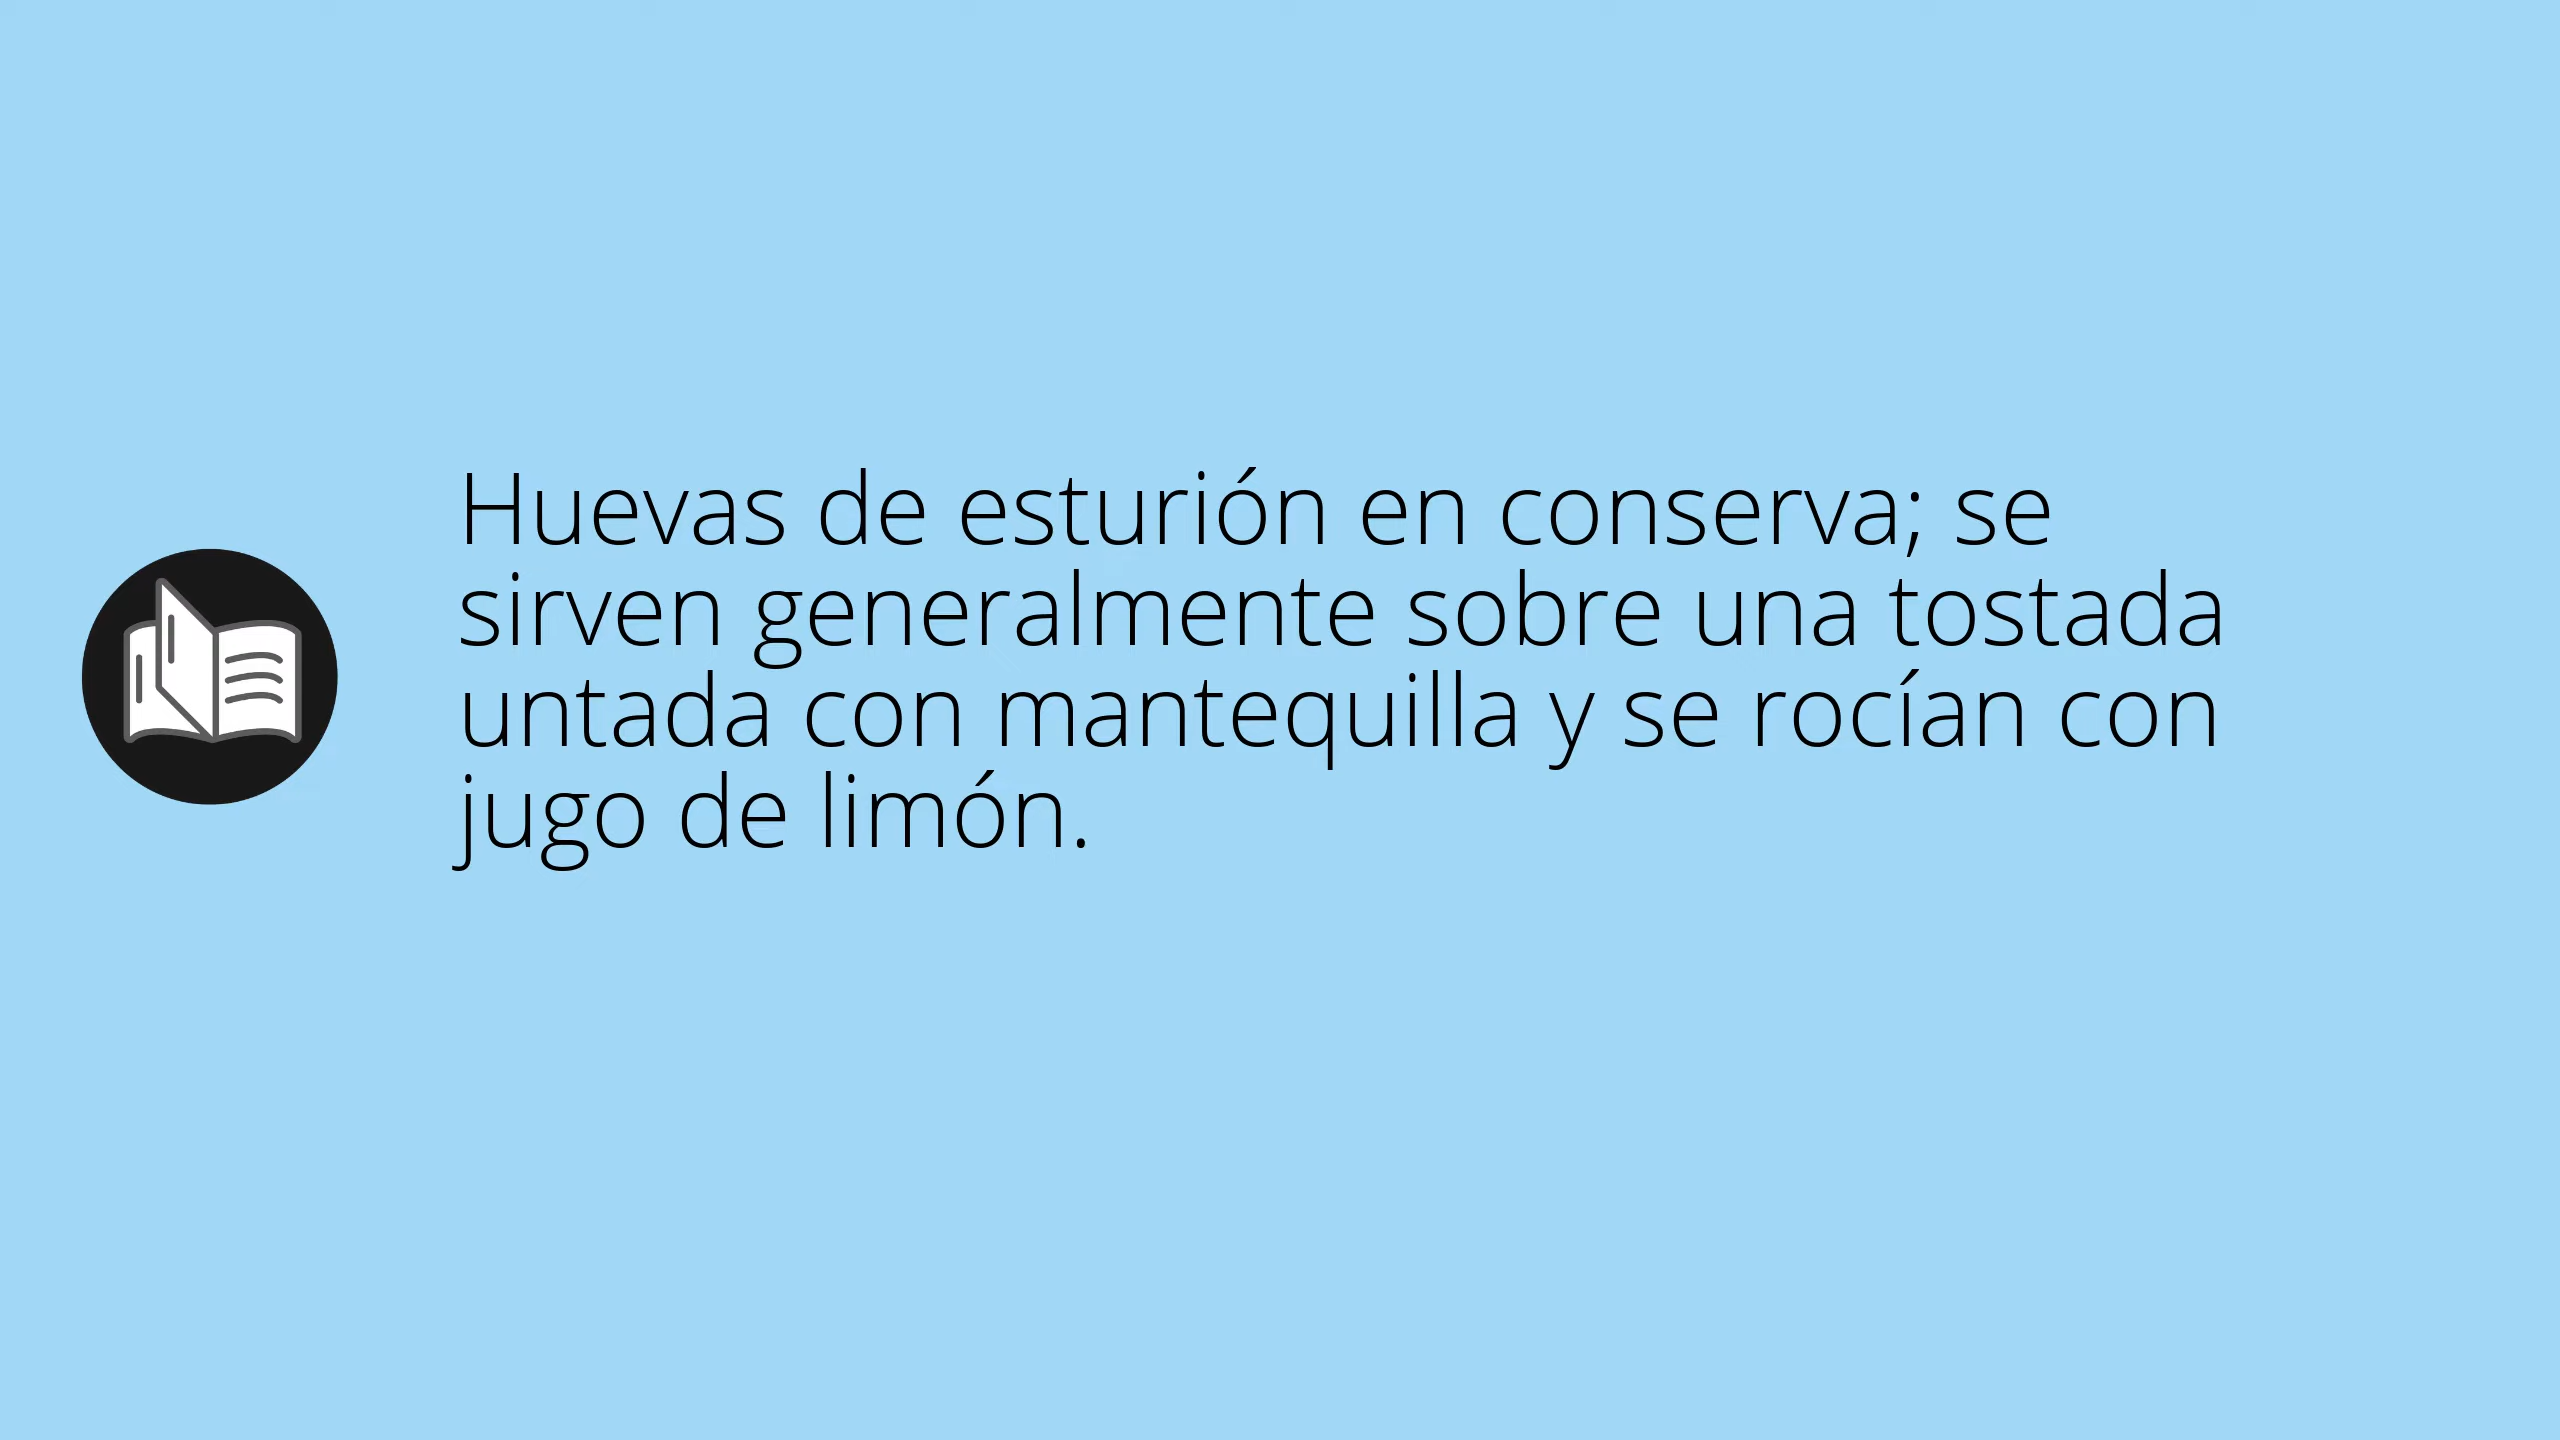 Huevas de esturión en conserva; se
sirven generalmente sobre una tostada
untada con mantequilla y se rocían con
jugo de limón.